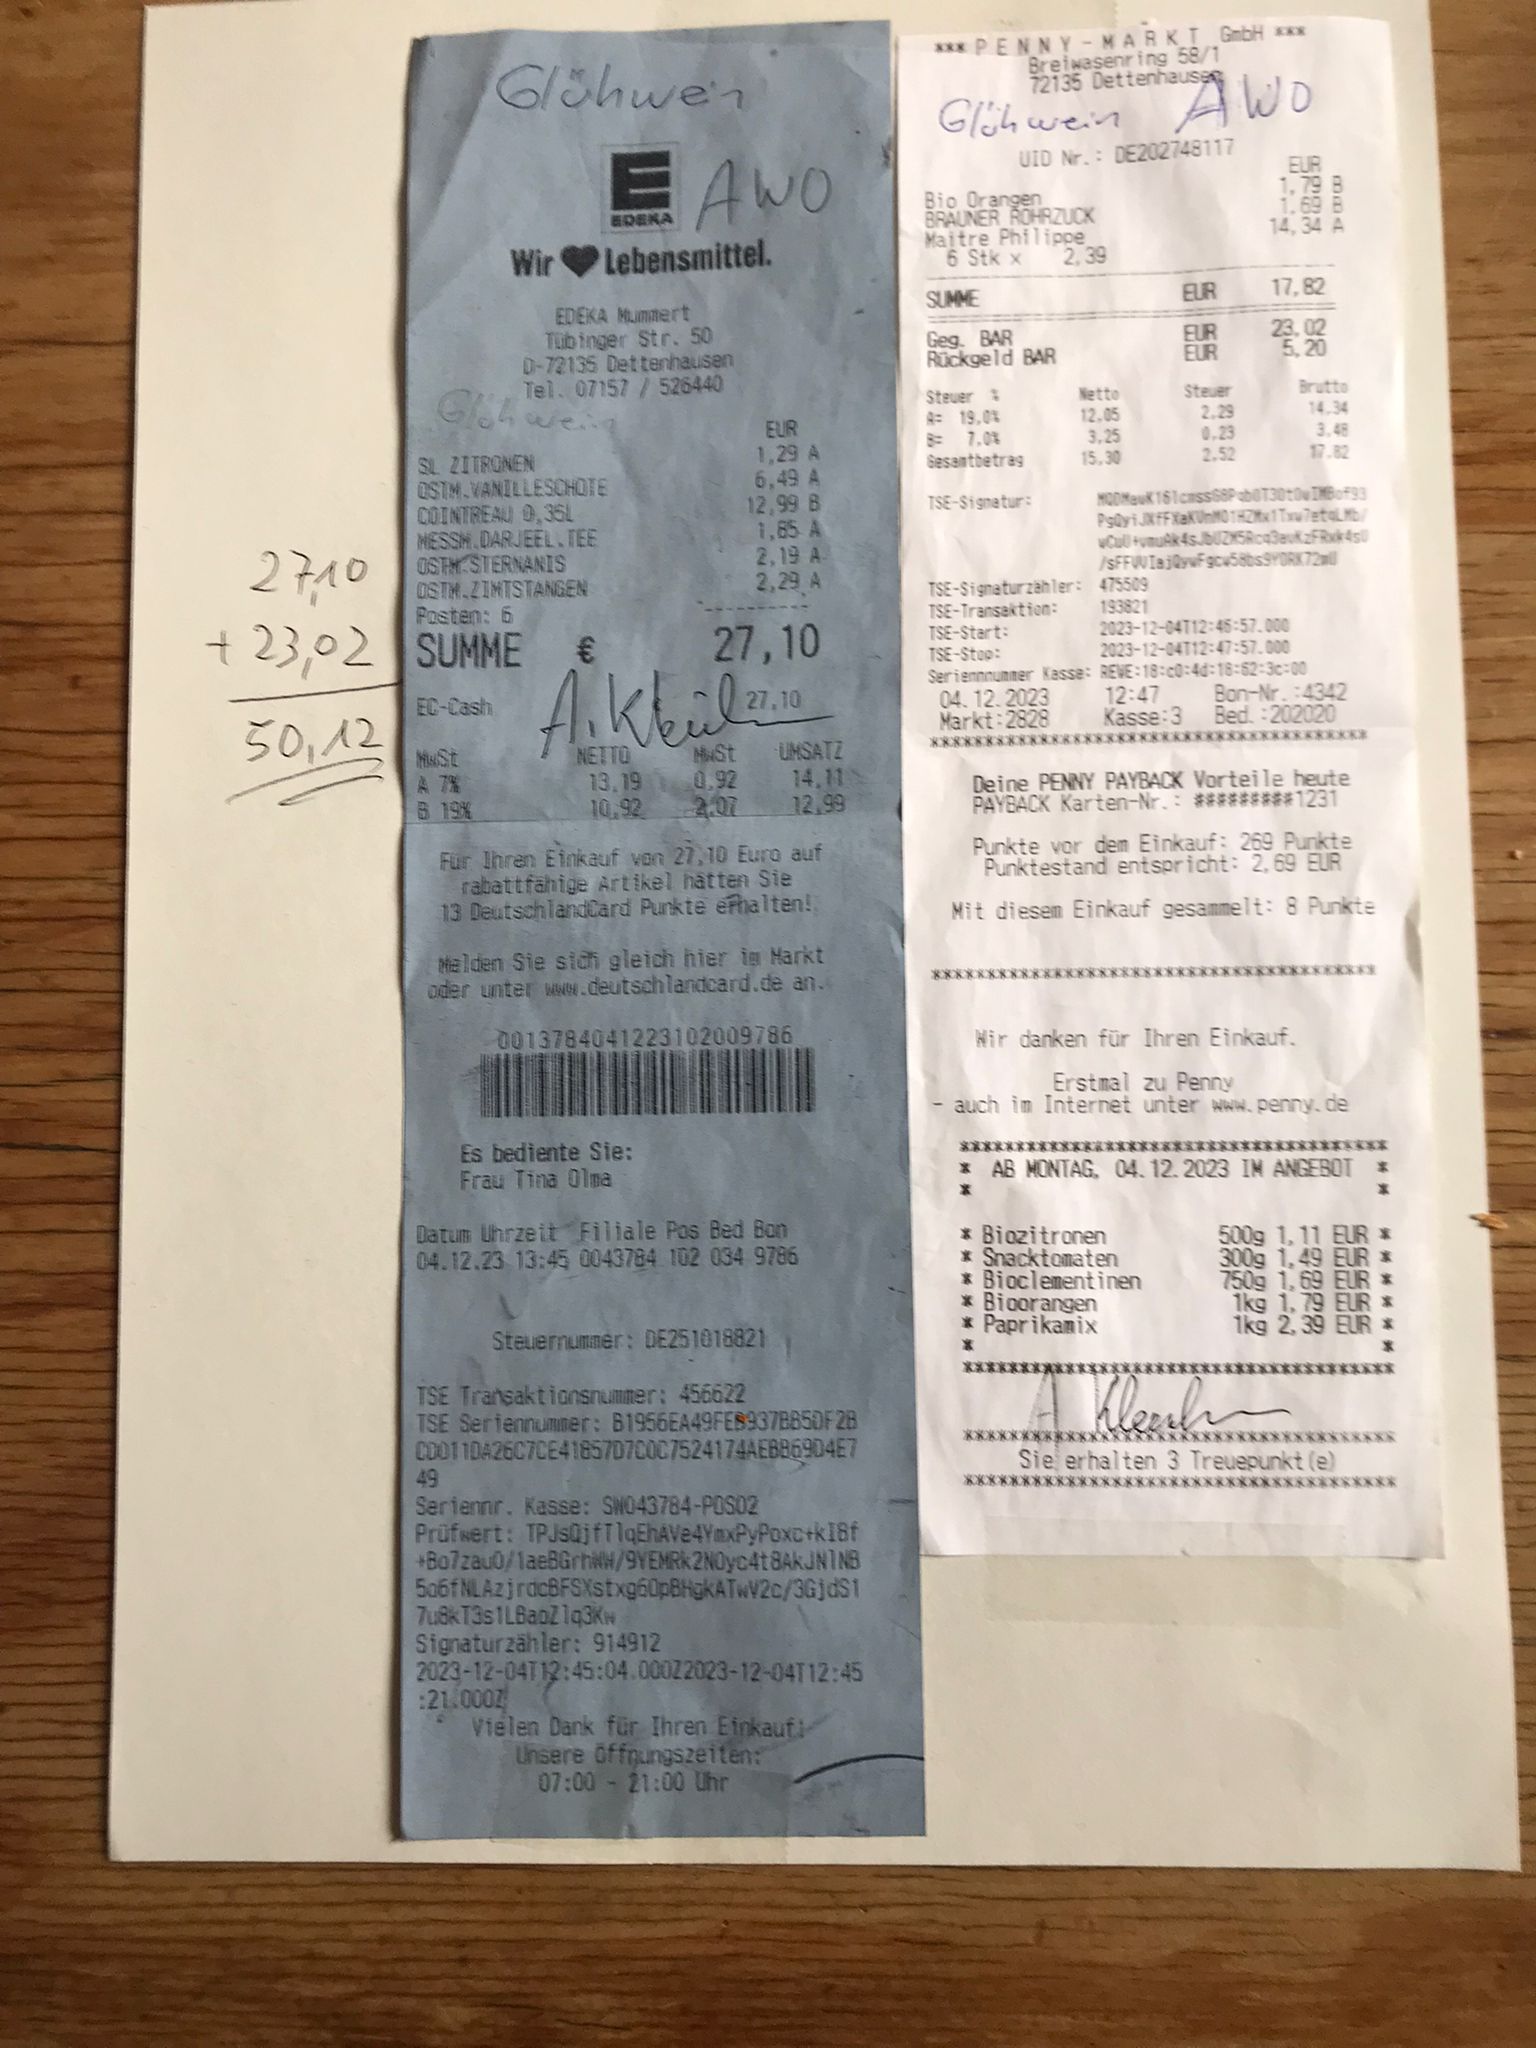 27,10
+ 23,02
50,12
Glühwein
EDEKA
AWO
Wir Lebensmittel.
EDEKA Mummert
Tübinger Str. 50
D-72135 Dettenhausen
Tel. 07157 / 526440
Glühwein
EUR
SL ZITRONEN 1,29 A
OSTM.VANILLESCHOTE 6,49 A
COINTREAU 0,35L 12,99 B
MESSM.DARJEEL.TEE 1,85 A
OSTM.STERNANIS 2,19 A
OSTM.ZIMTSTANGEN 2,29 A
Posten: 6
SUMME € 27,10
EC-Cash 27,10
MwSt NETTO MwSt UMSATZ
A 7% 13,19 0,92 14,11
B 19% 10,92 2,07 12,99
Für Ihren Einkauf von 27,10 Euro auf
rabattfähige Artikel hätten Sie
13 DeutschlandCard Punkte erhalten!
Melden Sie sich gleich hier im Markt
oder unter www.deutschlandcard.de an.
0013784041223102009786
Es bediente Sie:
Frau Tina Olma
Datum Uhrzeit Filiale Pos Bed Bon
04.12.23 13:45 0043784 102 034 9786
Steuernummer: DE251018821
TSE Transaktionsnummer: 456622
TSE Seriennummer:
49
Seriennr. Kasse: SW043784-POS02
Prüfwert:
Signaturzähler: 914912
2023-12-04T12:45:04.000Z2023-12-04T12:45
:21.000Z
Vielen Dank für Ihren Einkauf!
Unsere Öffnungszeiten:
07:00 - 21:00 Uhr
*** PENNY-MARKT GmbH ***
Breiwasenring 58/1
72135 Dettenhausen
Glühwein AWO
UID Nr.: DE202748117
EUR
Bio Orangen 1,79 B
BRAUNER ROHRZUCK 1,69 B
Maitre Philippe 14,34 A
6 Stk x 2,39
SUMME EUR 17,82
Geg. BAR EUR 23,02
Rückgeld BAR EUR 5,20
Steuer % Netto Steuer Brutto
A= 19,0% 12,05 2,29 14,34
B= 7,0% 3,25 0,23 3,48
Gesamtbetrag 15,30 2,52 17,82
TSE-Signatur:
TSE-Signaturzähler: 475509
TSE-Transaktion: 193821
TSE-Start: 2023-12-04T12:46:57.000
TSE-Stop: 2023-12-04T12:47:57.000
Seriennnummer Kasse: REWE:18:c0:4d:18:62:3c:00
04.12.2023 12:47 Bon-Nr.:4342
Markt:2828 Kasse:3 Bed.:202020
****************************************
Deine PENNY PAYBACK Vorteile heute
PAYBACK Karten-Nr.: #########1231
Punkte vor dem Einkauf: 269 Punkte
Punktestand entspricht: 2,69 EUR
Mit diesem Einkauf gesammelt: 8 Punkte
****************************************
Wir danken für Ihren Einkauf.
Erstmal zu Penny
- auch im Internet unter www.penny.de
***************************************
* AB MONTAG, 04.12.2023 IM ANGEBOT *
* *
* Biozitronen 500g 1,11 EUR *
* Snacktomaten 300g 1,49 EUR *
* Bioclementinen 750g 1,69 EUR *
* Bioorangen 1kg 1,79 EUR *
* Paprikamix 1kg 2,39 EUR *
* *
***************************************
***************************************
Sie erhalten 3 Treuepunkt(e)
***************************************